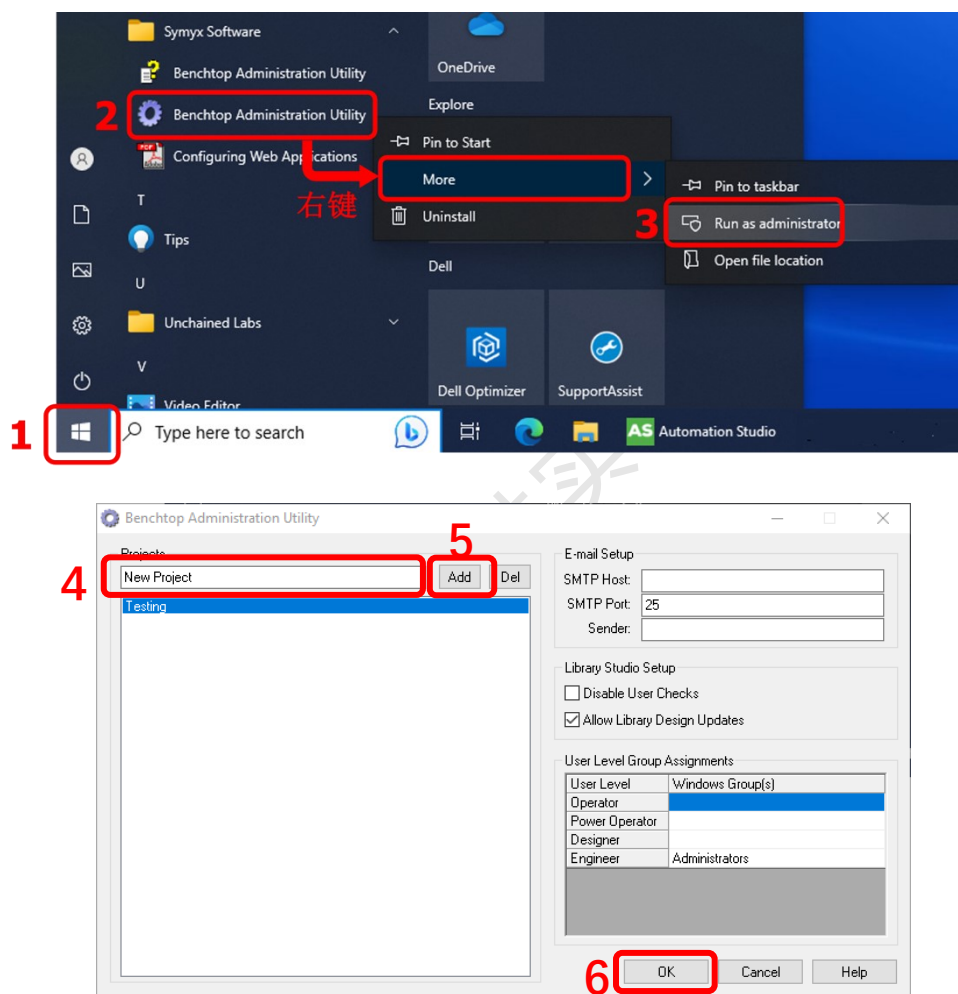 Symyx Software
OneDrive
Benchtop Administration Utility
Explore
2
Benchtop Administration Utility
Pin to Start
Configuring Web Applications
More
Pin to taskbar
T
右键
Uninstall
3
Run as administrator
Tips
Dell
Open file location
U
Unchained Labs
V
Dell Optimizer
SupportAssist
Video Editor
1
Type here to search
AS Automation Studio
实
Benchtop Administration Utility
5
Projects
E-mail Setup
4
New Project
Add
Del
SMTP Host:
Testing
SMTP Port: 25
Sender:
Library Studio Setup
Disable User Checks
Allow Library Design Updates
User Level Group Assignments
User Level Windows Group(s)
Operator
Power Operator
Designer
Engineer Administrators
6
OK
Cancel
Help